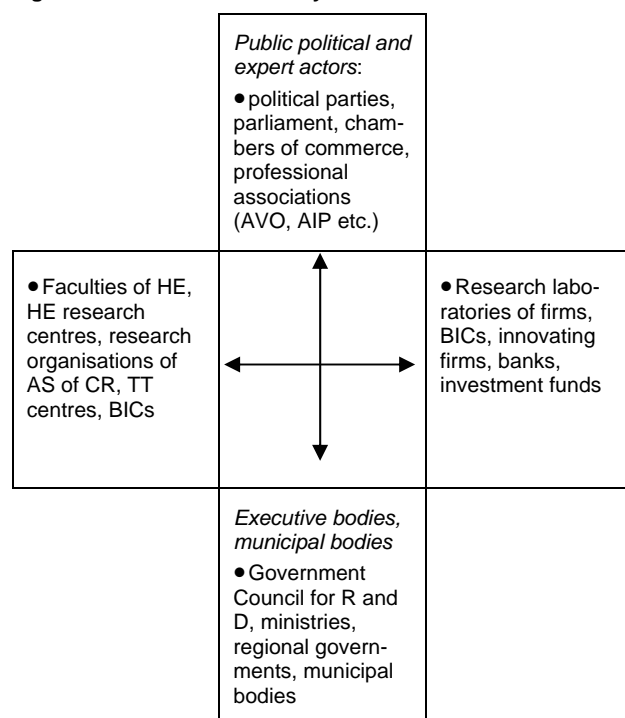 Public political and
expert actors:
●political parties,
parliament, cham-
bers of commerce,
professional
associations
(AVO, AIP etc.)
●Faculties of HE,
HE research
centres, research
organisations of
AS of CR, TT
centres, BICs
●Research labo-
ratories of firms,
BICs, innovating
firms, banks,
investment funds
Executive bodies,
municipal bodies
●Government
Council for R and
D, ministries,
regional govern-
ments, municipal
bodies